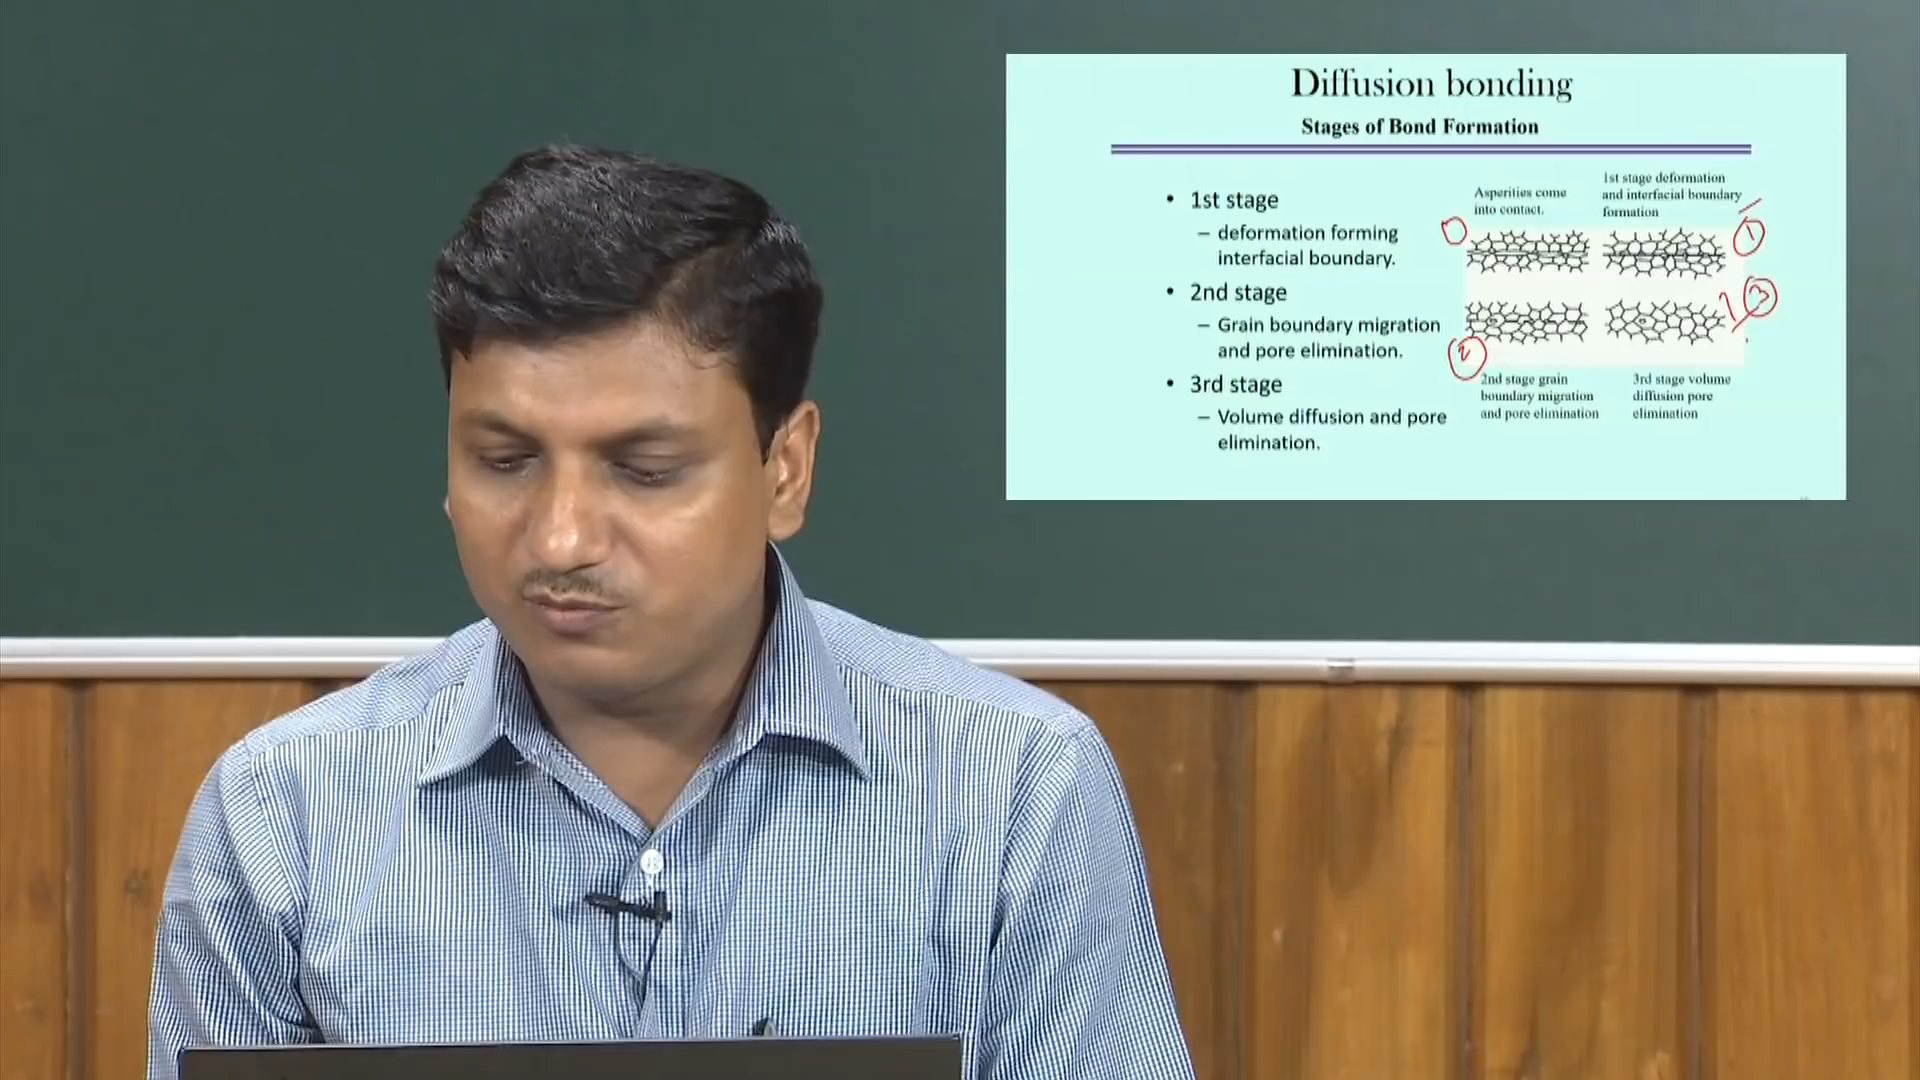 Diffusion bonding
Stages of Bond Formation
• 1st stage
– deformation forming
interfacial boundary.
• 2nd stage
– Grain boundary migration
and pore elimination.
• 3rd stage
– Volume diffusion and pore
elimination.
Asperities come
into contact.
1st stage deformation
and interfacial boundary
formation
1
2
3
2nd stage grain
boundary migration
and pore elimination
3rd stage volume
diffusion pore
elimination